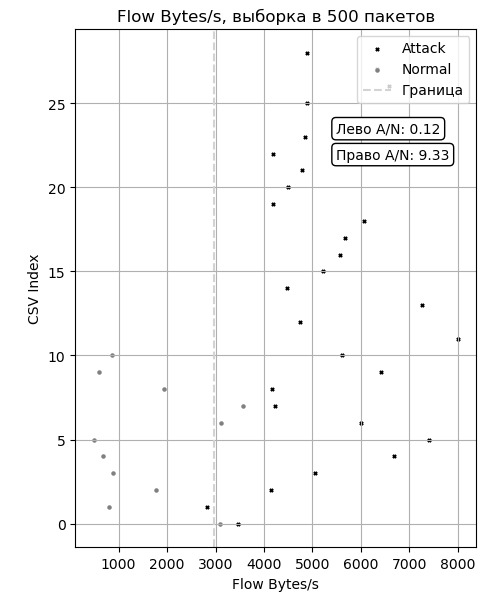 Flow Bytes/s, выборка в 500 пакетов
Attack
Normal
Граница
Лево A/N: 0.12
Право A/N: 9.33
25
20
15
10
5
0
CSV Index
1000 2000 3000 4000 5000 6000 7000 8000
Flow Bytes/s